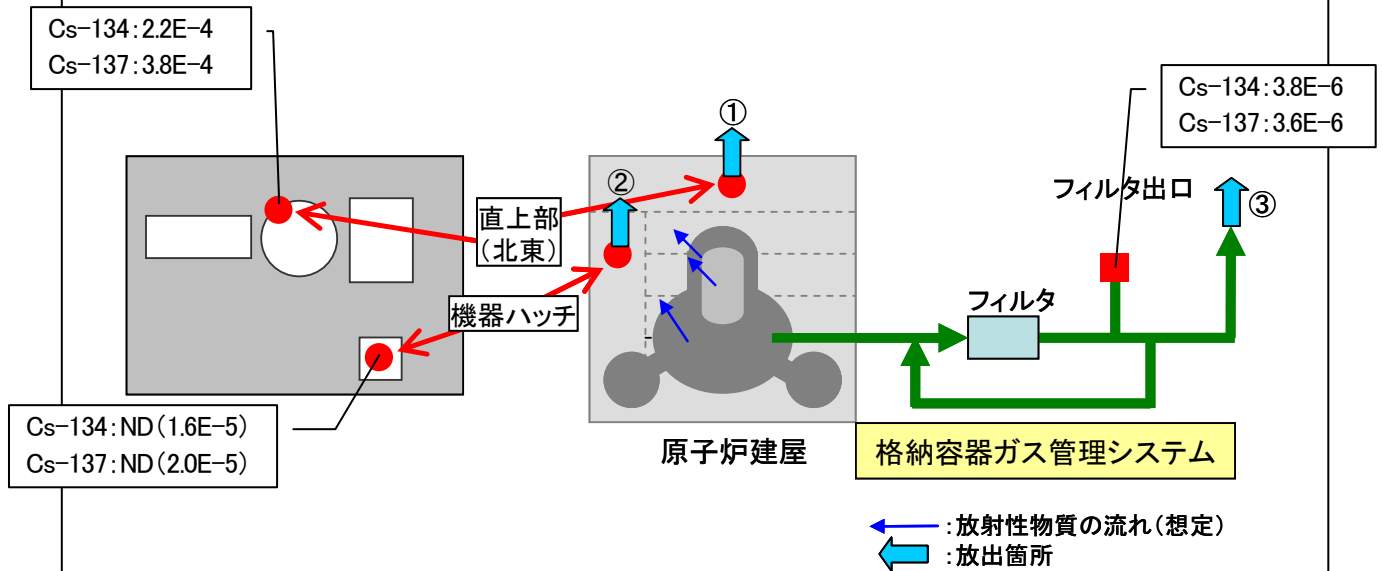 Cs-134:2.2E-4
Cs-137:3.8E-4
Cs-134:3.8E-6
Cs-137:3.6E-6
①
②
直上部
(北東)
フィルタ出口
③
機器ハッチ
フィルタ
Cs-134:ND(1.6E-5)
Cs-137:ND(2.0E-5)
原子炉建屋
格納容器ガス管理システム
:放射性物質の流れ(想定)
:放出箇所